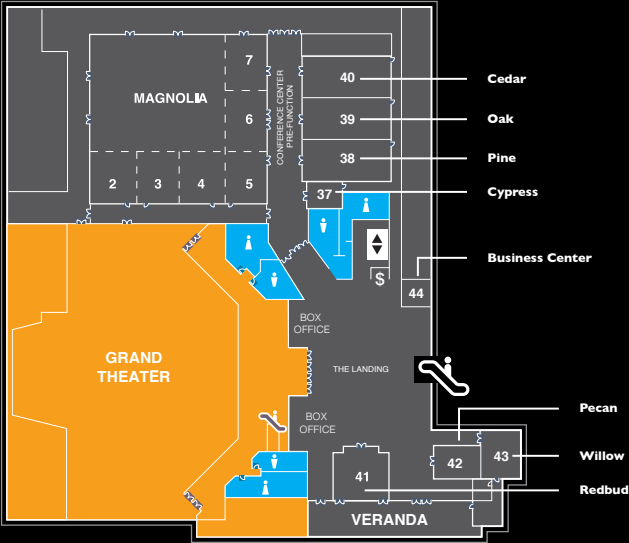 7
40
Cedar
MAGNOLIA
CONFERENCE CENTER
PRE-FUNCTION
6
39
Oak
38
Pine
2
3
4
5
37
Cypress
$
Business Center
44
BOX
OFFICE
GRAND
THEATER
THE LANDING
BOX
OFFICE
Pecan
42
43
Willow
41
Redbud
VERANDA